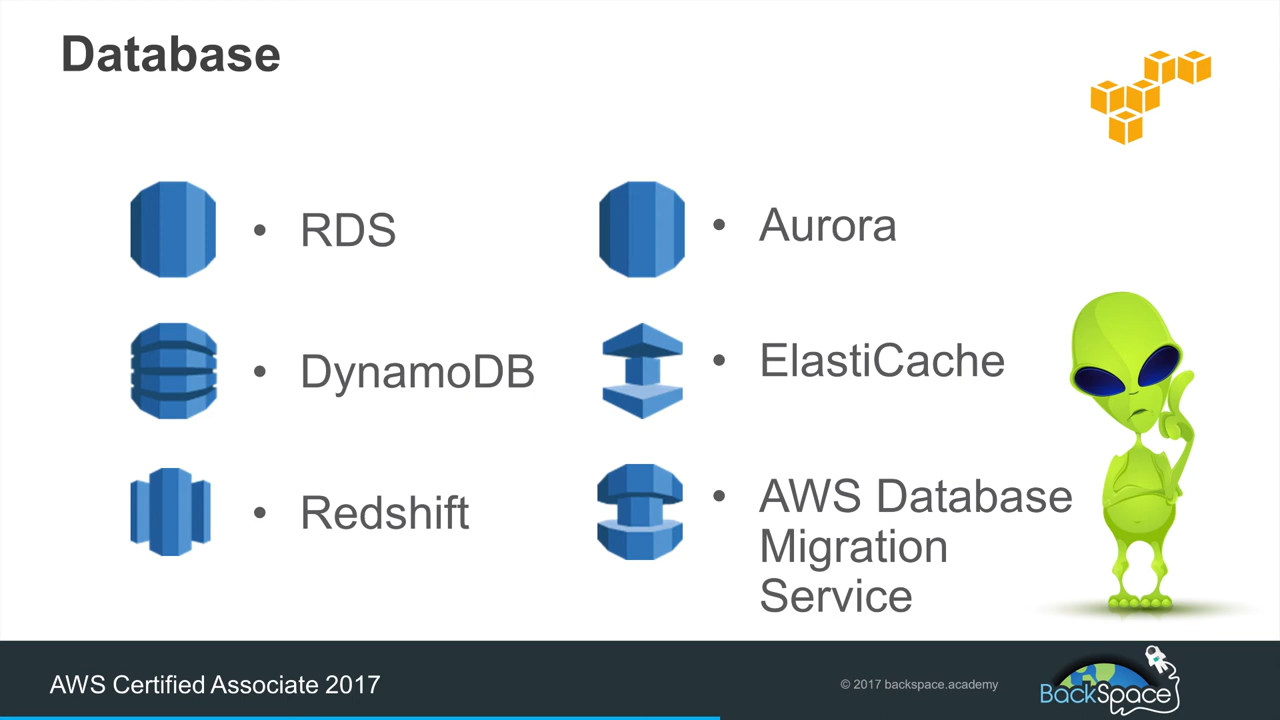 Database
• RDS
• Aurora
• DynamoDB
• ElastiCache
• Redshift
• AWS Database
Migration
Service
AWS Certified Associate 2017
© 2017 backspace.academy
BackSpace